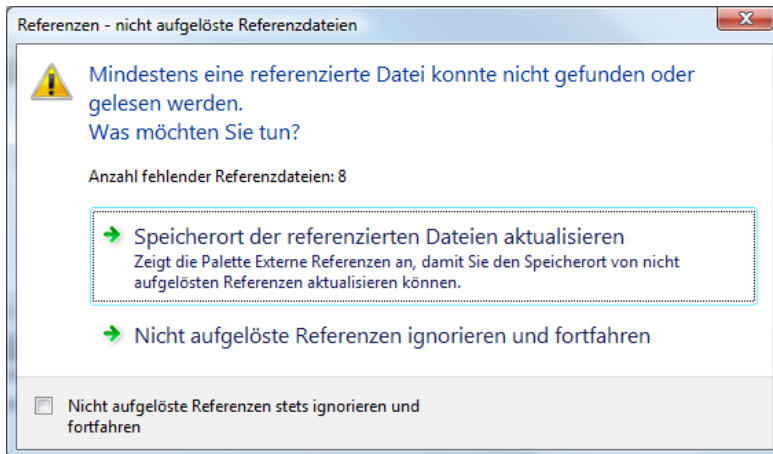 Referenzen - nicht aufgelöste Referenzdateien
Mindestens eine referenzierte Datei konnte nicht gefunden oder
gelesen werden.
Was möchten Sie tun?
Anzahl fehlender Referenzdateien: 8
Speicherort der referenzierten Dateien aktualisieren
Zeigt die Palette Externe Referenzen an, damit Sie den Speicherort von nicht
aufgelösten Referenzen aktualisieren können.
Nicht aufgelöste Referenzen ignorieren und fortfahren
Nicht aufgelöste Referenzen stets ignorieren und
fortfahren